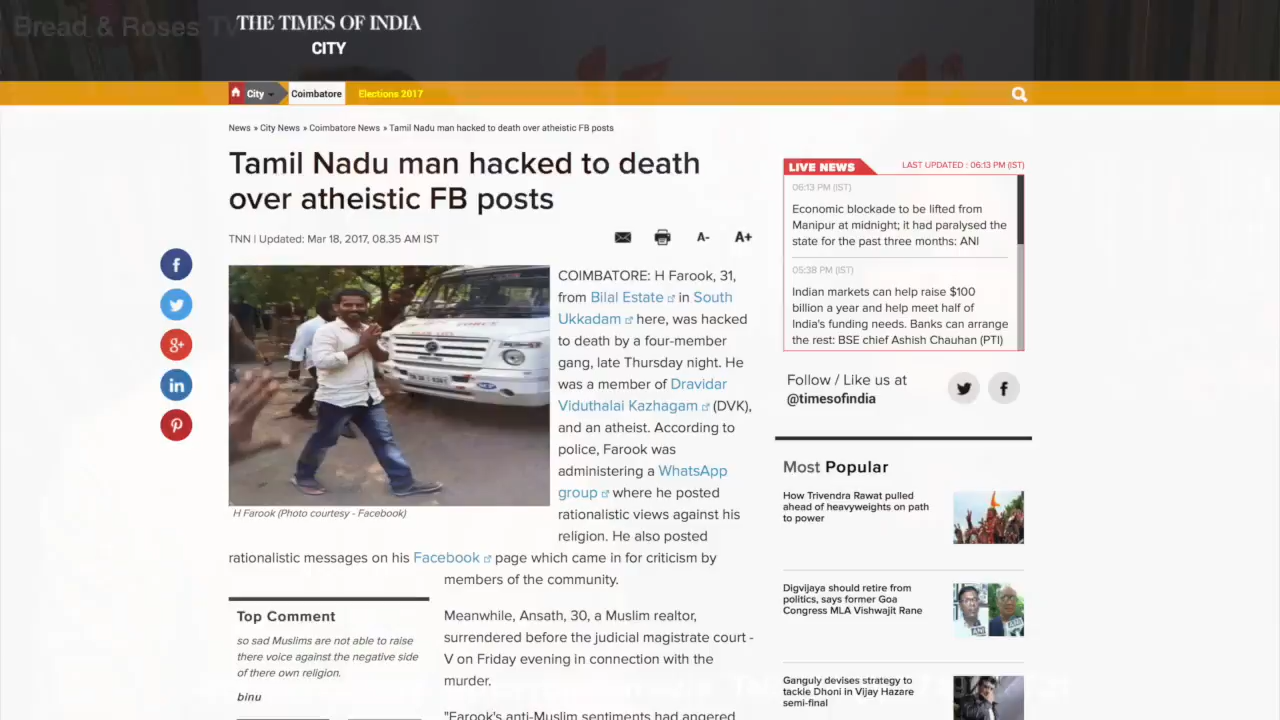 Bread & Roses TV
THE TIMES OF INDIA
CITY
City
Coimbatore
Elections 2017
News » City News » Coimbatore News » Tamil Nadu man hacked to death over atheistic FB posts
Tamil Nadu man hacked to death
over atheistic FB posts
TNN | Updated: Mar 18, 2017, 08.35 AM IST
A-
A+
H Farook (Photo courtesy - Facebook)
COIMBATORE: H Farook, 31,
from Bilal Estate in South
Ukkadam here, was hacked
to death by a four-member
gang, late Thursday night. He
was a member of Dravidar
Viduthalai Kazhagam (DVK),
and an atheist. According to
police, Farook was
administering a WhatsApp
group where he posted
rationalistic views against his
religion. He also posted
rationalistic messages on his Facebook page which came in for criticism by
members of the community.
Top Comment
so sad Muslims are not able to raise
there voice against the negative side
of there own religion.
binu
Meanwhile, Ansath, 30, a Muslim realtor,
surrendered before the judicial magistrate court -
V on Friday evening in connection with the
murder.
"Farook's anti-Muslim sentiments had angered
LIVE NEWS
LAST UPDATED : 06:13 PM (IST)
06:13 PM (IST)
Economic blockade to be lifted from
Manipur at midnight; it had paralysed the
state for the past three months: ANI
05:38 PM (IST)
Indian markets can help raise $100
billion a year and help meet half of
India's funding needs. Banks can arrange
the rest: BSE chief Ashish Chauhan (PTI)
Follow / Like us at
@timesofindia
Most Popular
How Trivendra Rawat pulled
ahead of heavyweights on path
to power
Digvijaya should retire from
politics, says former Goa
Congress MLA Vishwajit Rane
Ganguly devises strategy to
tackle Dhoni in Vijay Hazare
semi-final